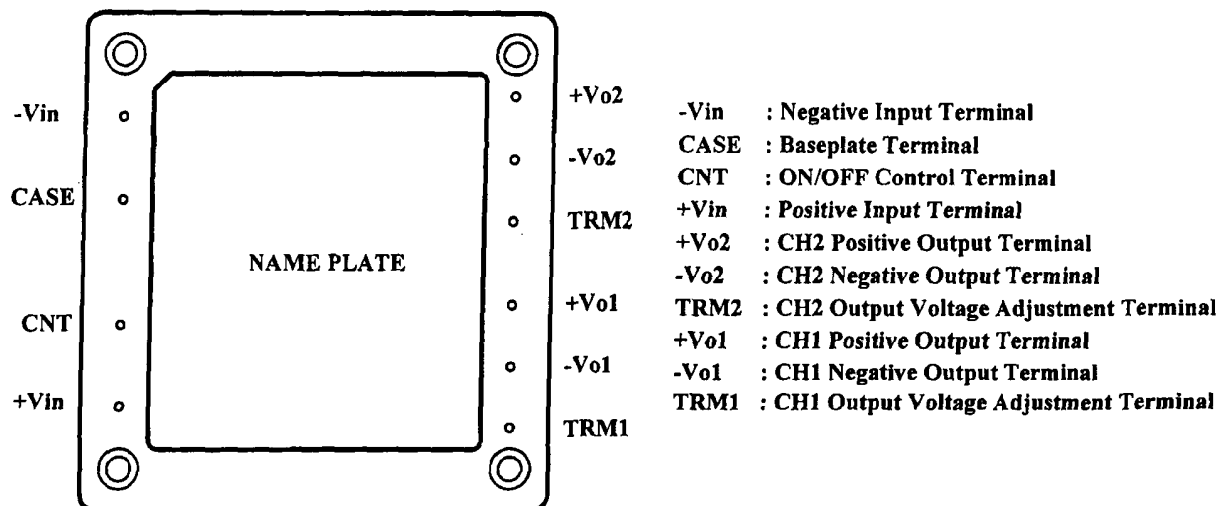 -Vin
CASE
CNT
+Vin
NAME PLATE
+Vo2
-Vo2
TRM2
+Vo1
-Vo1
TRM1
-Vin : Negative Input Terminal
CASE : Baseplate Terminal
CNT : ON/OFF Control Terminal
+Vin : Positive Input Terminal
+Vo2 : CH2 Positive Output Terminal
-Vo2 : CH2 Negative Output Terminal
TRM2 : CH2 Output Voltage Adjustment Terminal
+Vo1 : CH1 Positive Output Terminal
-Vo1 : CH1 Negative Output Terminal
TRM1 : CH1 Output Voltage Adjustment Terminal